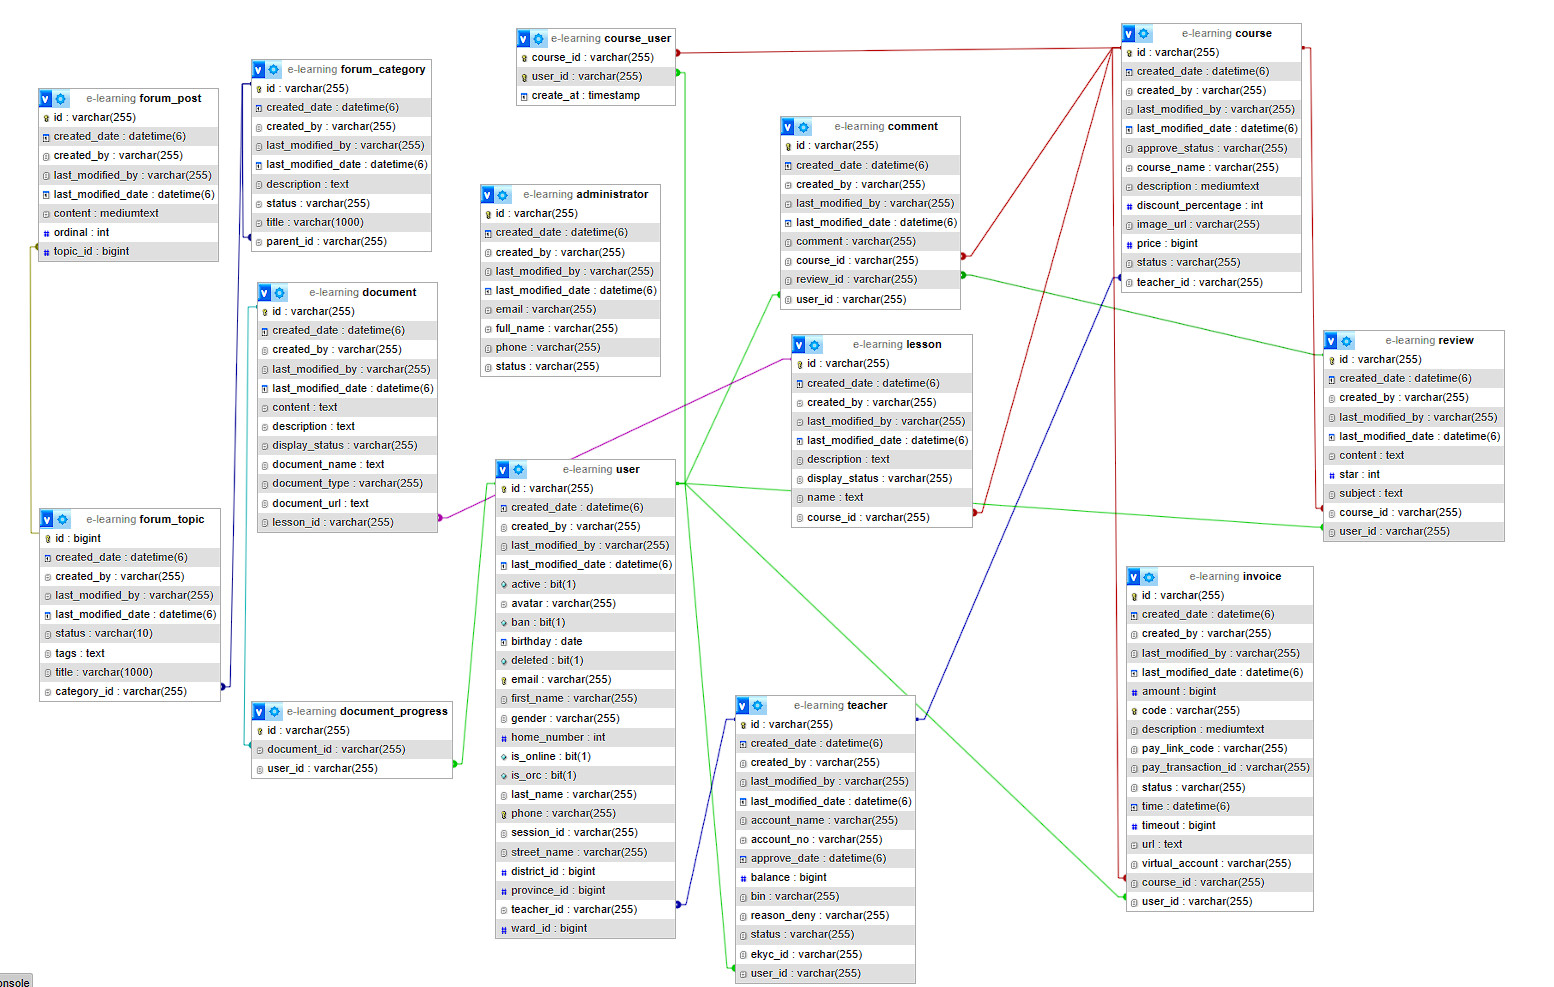 e-learning course_user
course_id : varchar(255)
user_id : varchar(255)
create_at : timestamp
e-learning course
id : varchar(255)
created_date : datetime(6)
created_by : varchar(255)
last_modified_by : varchar(255)
last_modified_date : datetime(6)
approve_status : varchar(255)
course_name : varchar(255)
description : mediumtext
discount_percentage : int
image_url : varchar(255)
price : bigint
status : varchar(255)
teacher_id : varchar(255)
e-learning forum_category
id : varchar(255)
created_date : datetime(6)
created_by : varchar(255)
last_modified_by : varchar(255)
last_modified_date : datetime(6)
description : text
status : varchar(255)
title : varchar(1000)
parent_id : varchar(255)
e-learning forum_post
id : varchar(255)
created_date : datetime(6)
created_by : varchar(255)
last_modified_by : varchar(255)
last_modified_date : datetime(6)
content : mediumtext
ordinal : int
topic_id : bigint
e-learning comment
id : varchar(255)
created_date : datetime(6)
created_by : varchar(255)
last_modified_by : varchar(255)
last_modified_date : datetime(6)
comment : varchar(255)
course_id : varchar(255)
review_id : varchar(255)
user_id : varchar(255)
e-learning administrator
id : varchar(255)
created_date : datetime(6)
created_by : varchar(255)
last_modified_by : varchar(255)
last_modified_date : datetime(6)
email : varchar(255)
full_name : varchar(255)
phone : varchar(255)
status : varchar(255)
e-learning document
id : varchar(255)
created_date : datetime(6)
created_by : varchar(255)
last_modified_by : varchar(255)
last_modified_date : datetime(6)
content : text
description : text
display_status : varchar(255)
document_name : text
document_type : varchar(255)
document_url : text
lesson_id : varchar(255)
e-learning lesson
id : varchar(255)
created_date : datetime(6)
created_by : varchar(255)
last_modified_by : varchar(255)
last_modified_date : datetime(6)
description : text
display_status : varchar(255)
name : text
course_id : varchar(255)
e-learning review
id : varchar(255)
created_date : datetime(6)
created_by : varchar(255)
last_modified_by : varchar(255)
last_modified_date : datetime(6)
content : text
star : int
subject : text
course_id : varchar(255)
user_id : varchar(255)
e-learning user
id : varchar(255)
created_date : datetime(6)
created_by : varchar(255)
last_modified_by : varchar(255)
last_modified_date : datetime(6)
active : bit(1)
avatar : varchar(255)
ban : bit(1)
birthday : date
deleted : bit(1)
email : varchar(255)
first_name : varchar(255)
gender : varchar(255)
home_number : int
is_online : bit(1)
is_orc : bit(1)
last_name : varchar(255)
phone : varchar(255)
session_id : varchar(255)
street_name : varchar(255)
district_id : bigint
province_id : bigint
teacher_id : varchar(255)
ward_id : bigint
e-learning forum_topic
id : bigint
created_date : datetime(6)
created_by : varchar(255)
last_modified_by : varchar(255)
last_modified_date : datetime(6)
status : varchar(10)
tags : text
title : varchar(1000)
category_id : varchar(255)
e-learning invoice
id : varchar(255)
created_date : datetime(6)
created_by : varchar(255)
last_modified_by : varchar(255)
last_modified_date : datetime(6)
amount : bigint
code : varchar(255)
description : mediumtext
pay_link_code : varchar(255)
pay_transaction_id : varchar(255)
status : varchar(255)
time : datetime(6)
timeout : bigint
url : text
virtual_account : varchar(255)
course_id : varchar(255)
user_id : varchar(255)
e-learning teacher
id : varchar(255)
created_date : datetime(6)
created_by : varchar(255)
last_modified_by : varchar(255)
last_modified_date : datetime(6)
account_name : varchar(255)
account_no : varchar(255)
approve_date : datetime(6)
balance : bigint
bin : varchar(255)
reason_deny : varchar(255)
status : varchar(255)
ekyc_id : varchar(255)
user_id : varchar(255)
e-learning document_progress
id : varchar(255)
document_id : varchar(255)
user_id : varchar(255)
onsole